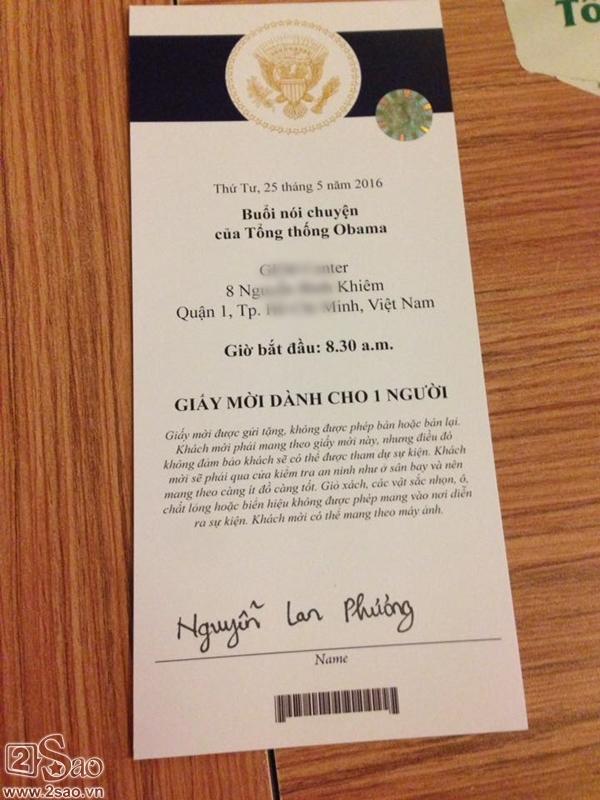 Tố
Thứ Tư, 25 tháng 5 năm 2016
Buổi nói chuyện
của Tổng thống Obama
8 Khiêm
Quận 1, Tp. Minh, Việt Nam
Giờ bắt đầu: 8.30 a.m.
GIẤY MỜI DÀNH CHO 1 NGƯỜI
Giấy mời được gửi tặng, không được phép bán hoặc bán lại.
Khách mời phải mang theo giấy mời này, nhưng điều đó
không đảm bảo khách sẽ có thể được tham dự sự kiện. Khách
mời sẽ phải qua cửa kiểm tra an ninh như ở sân bay và nên
mang theo càng ít đồ càng tốt. Giỏ xách, các vật sắc nhọn, ô,
chất lỏng hoặc biển hiệu không được phép mang vào nơi diễn
ra sự kiện. Khách mời có thể mang theo máy ảnh.
Nguyễn Lan Phương
Name
2Sao
www.2sao.vn